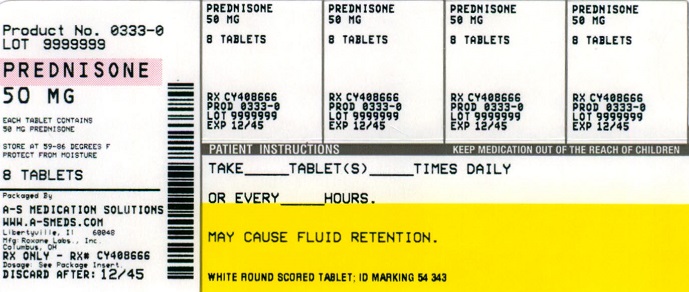 Product No. 0333-0
LOT 9999999
PREDNISONE
50 MG
EACH TABLET CONTAINS
50 MG PREDNISONE
STORE AT 59-86 DEGREES F
PROTECT FROM MOISTURE
8 TABLETS
Packaged By
A-S MEDICATION SOLUTIONS
WWW.A-SMEDS.COM
Libertyville, Il 60048
Mfg: Roxane Labs., Inc.
Columbus, OH
RX ONLY - RX# CY408666
Dosage: See Package Insert.
DISCARD AFTER: 12/45
PREDNISONE
50 MG
8 TABLETS
RX CY408666
PROD 0333-0
LOT 9999999
EXP 12/45
PREDNISONE
50 MG
8 TABLETS
RX CY408666
PROD 0333-0
LOT 9999999
EXP 12/45
PREDNISONE
50 MG
8 TABLETS
RX CY408666
PROD 0333-0
LOT 9999999
EXP 12/45
PREDNISONE
50 MG
8 TABLETS
RX CY408666
PROD 0333-0
LOT 9999999
EXP 12/45
PATIENT INSTRUCTIONS KEEP MEDICATION OUT OF THE REACH OF CHILDREN
TAKE_____TABLET(S)_____TIMES DAILY
OR EVERY_____HOURS.
MAY CAUSE FLUID RETENTION.
WHITE ROUND SCORED TABLET; ID MARKING 54 343